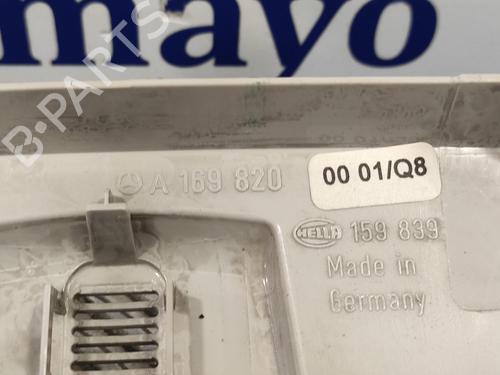 mayo
B-PARTS
A 169 820
00 01/Q8
HELLA 159 839
Made in
Germany